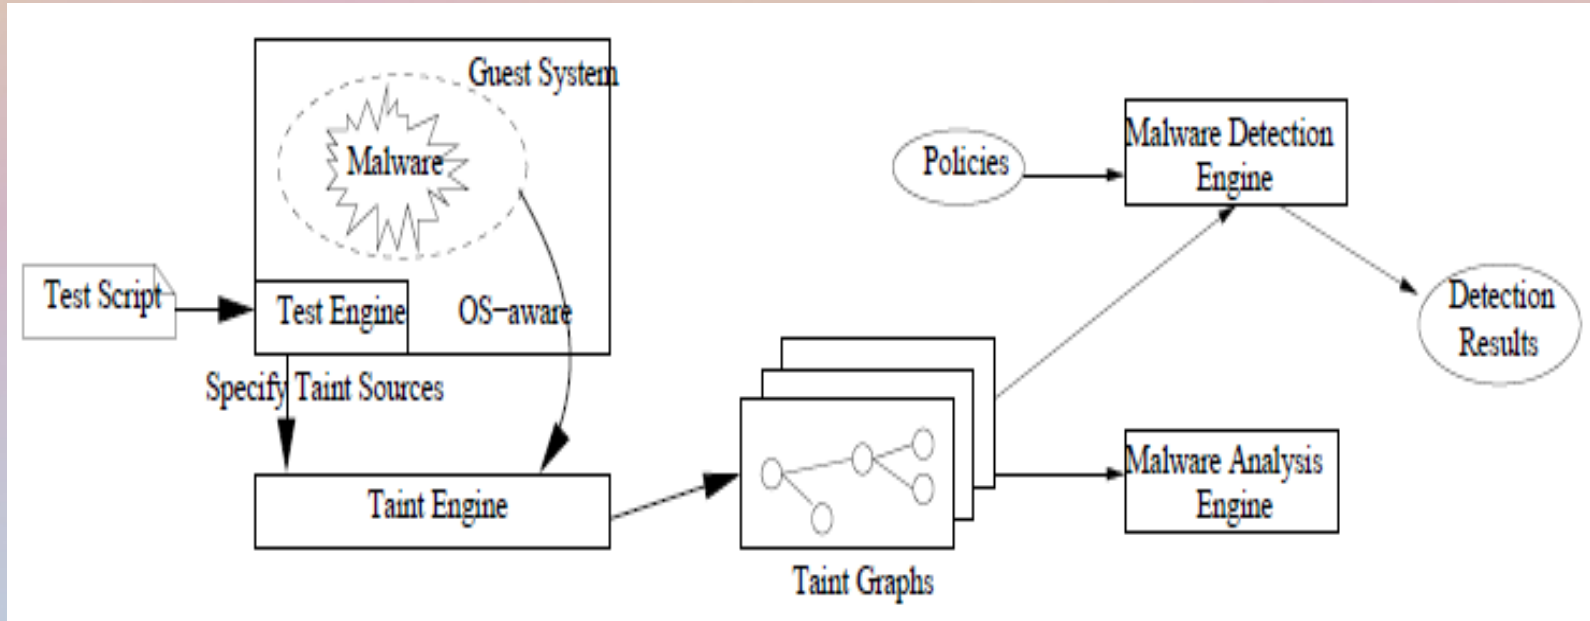 Guest System
Malware
Test Script
Test Engine
OS-aware
Specify Taint Sources
Taint Engine
Taint Graphs
Policies
Malware Detection
Engine
Detection
Results
Malware Analysis
Engine